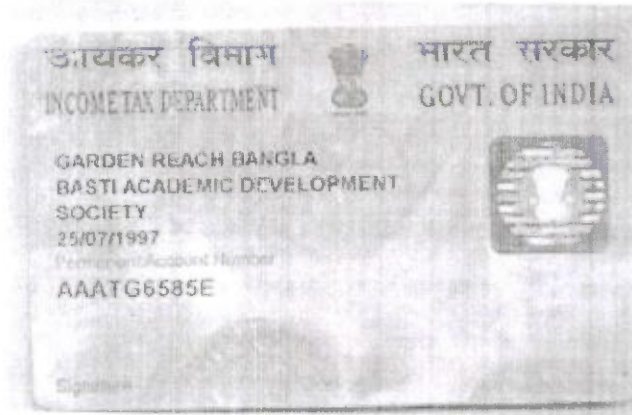 आयकर विभाग
भारत सरकार
INCOME TAX DEPARTMENT
GOVT. OF INDIA
GARDEN REACH BANGLA
BASTI ACADEMIC DEVELOPMENT
SOCIETY
25/07/1997
Permanent Account Number
AAATG6585E
Signature